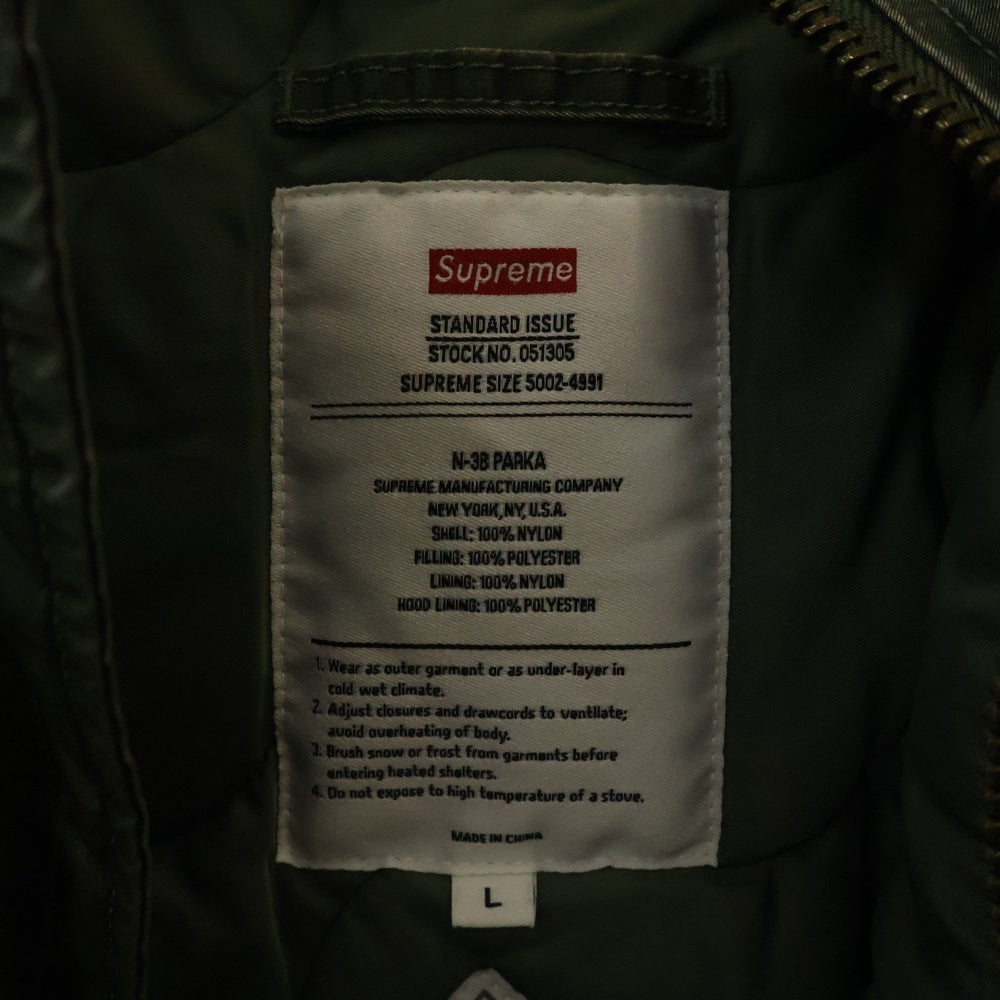 Supreme
STANDARD ISSUE
STOCK NO. 051305
SUPREME SIZE 5002-4991
N-3B PARKA
SUPREME MANUFACTURING COMPANY
NEW YORK, NY, U.S.A.
SHELL: 100% NYLON
FILLING: 100% POLYESTER
LINING: 100% NYLON
HOOD LINING: 100% POLYESTER
1. Wear as outer garment or as under-layer in
cold wet climate.
2. Adjust closures and drawcords to ventilate;
avoid overheating of body.
3. Brush snow or frost from garments before
entering heated shelters.
4. Do not expose to high temperature of a stove.
MADE IN CHINA
L